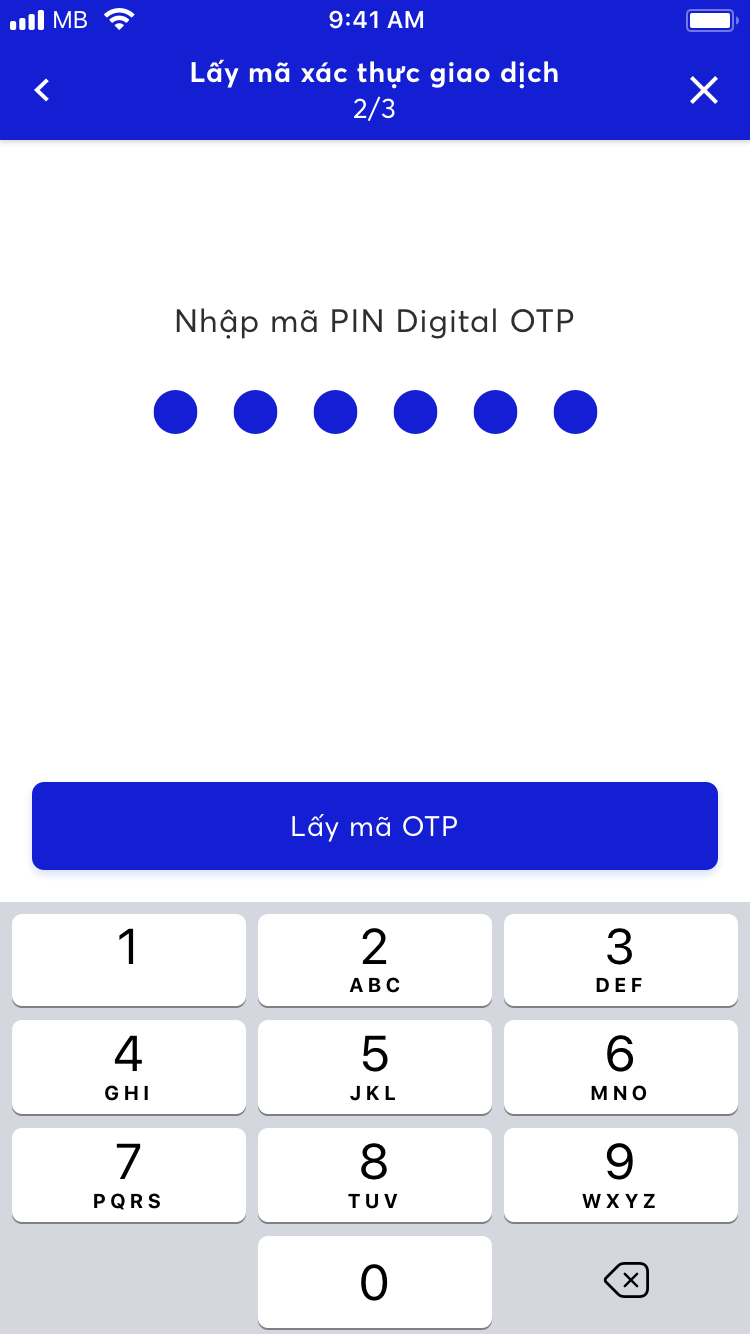 MB 9:41 AM
Lấy mã xác thực giao dịch
2/3
Nhập mã PIN Digital OTP
Lấy mã OTP
1 2 3
ABC DEF
4 5 6
GHI JKL MNO
7 8 9
PQRS TUV WXYZ
0